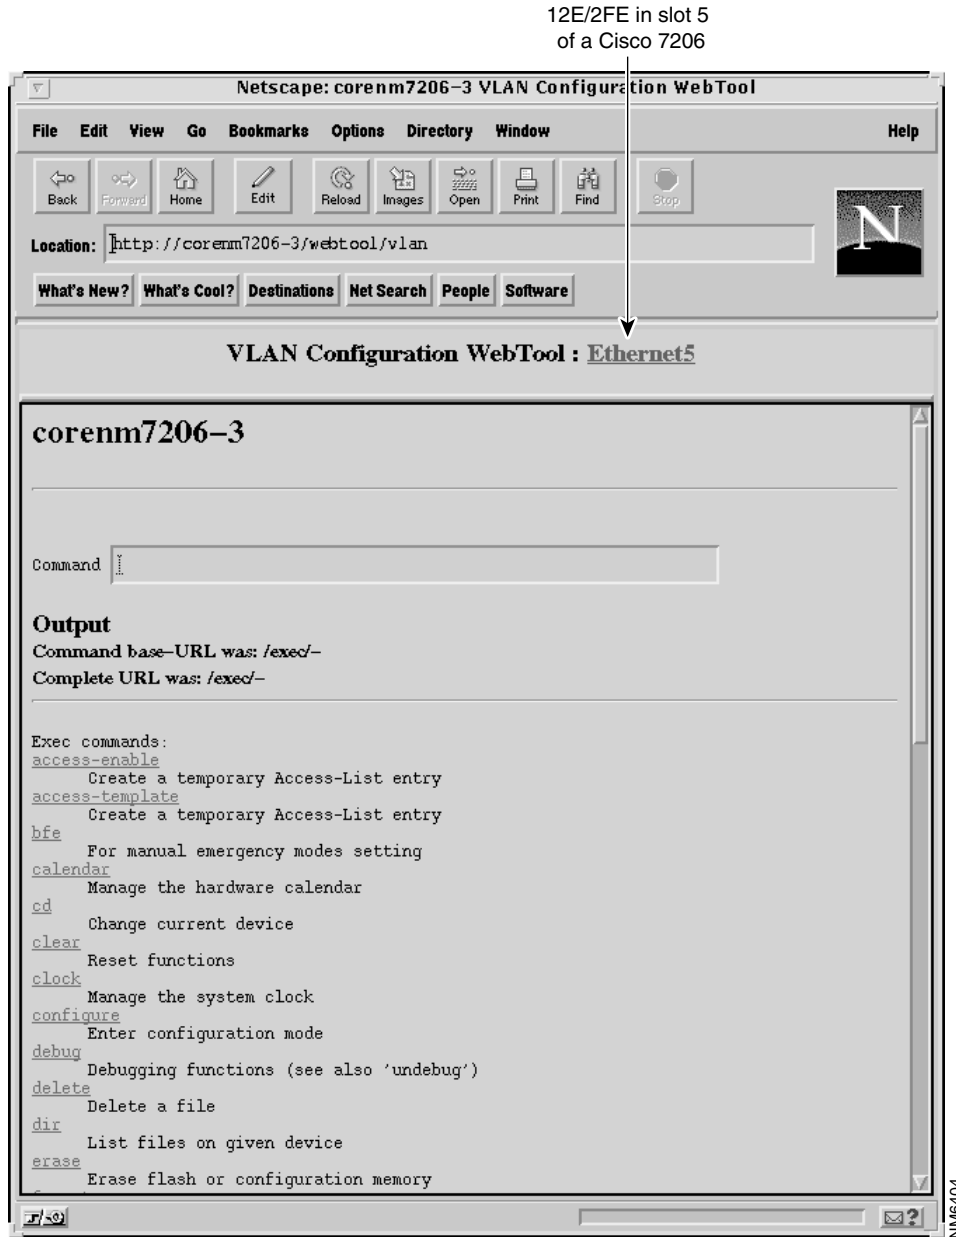 12E/2FE in slot 5
of a Cisco 7206
Netscape: corenm7206–3 VLAN Configuration WebTool
File Edit View Go Bookmarks Options Directory Window Help
Back Forward Home Edit Reload Images Open Print Find Stop
N
Location: http://corenm7206-3/webtool/vlan
What's New? What's Cool? Destinations Net Search People Software
VLAN Configuration WebTool : Ethernet5
corenm7206–3
Command
Output
Command base–URL was: /exec/–
Complete URL was: /exec/–
Exec commands:
access-enable
Create a temporary Access-List entry
access-template
Create a temporary Access-List entry
bfe
For manual emergency modes setting
calendar
Manage the hardware calendar
cd
Change current device
clear
Reset functions
clock
Manage the system clock
configure
Enter configuration mode
debug
Debugging functions (see also 'undebug')
delete
Delete a file
dir
List files on given device
erase
Erase flash or configuration memory
?
NM6404